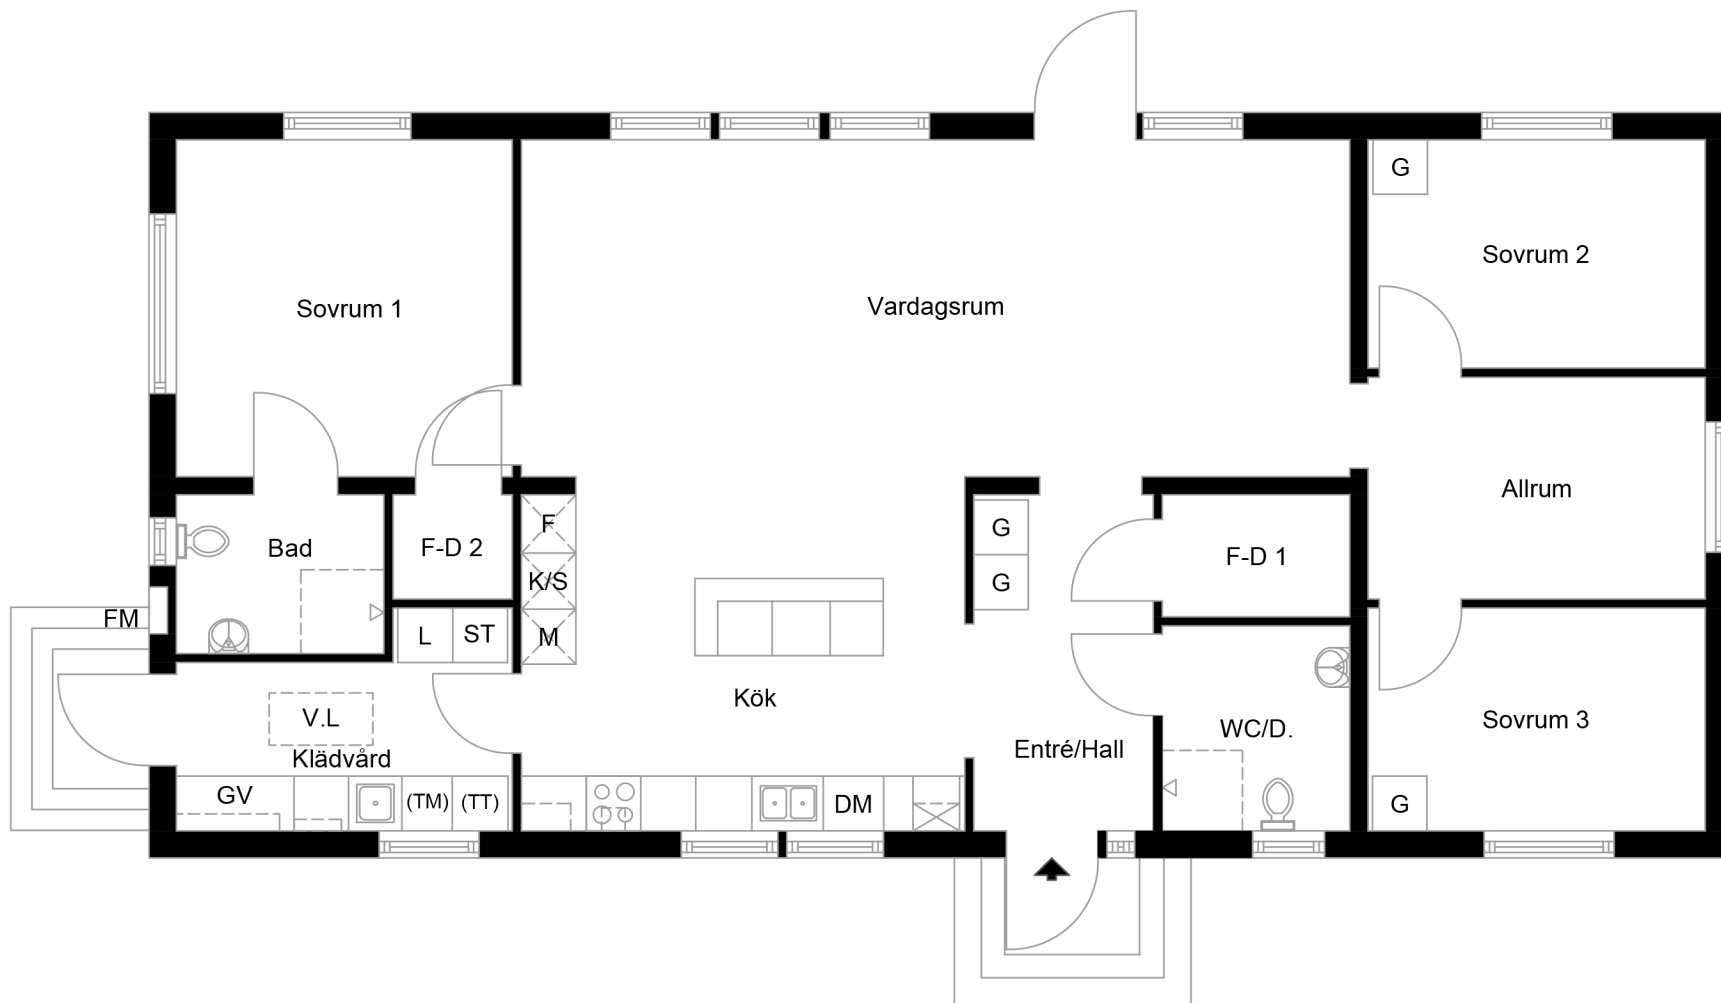 G
Sovrum 2
Sovrum 1
Vardagsrum
Allrum
F
G
Bad
F-D 2
F-D 1
K/S
G
FM
L
ST
M
V.L
Kök
Sovrum 3
WC/D.
Entré/Hall
Klädvård
GV
(TM)
(TT)
DM
G